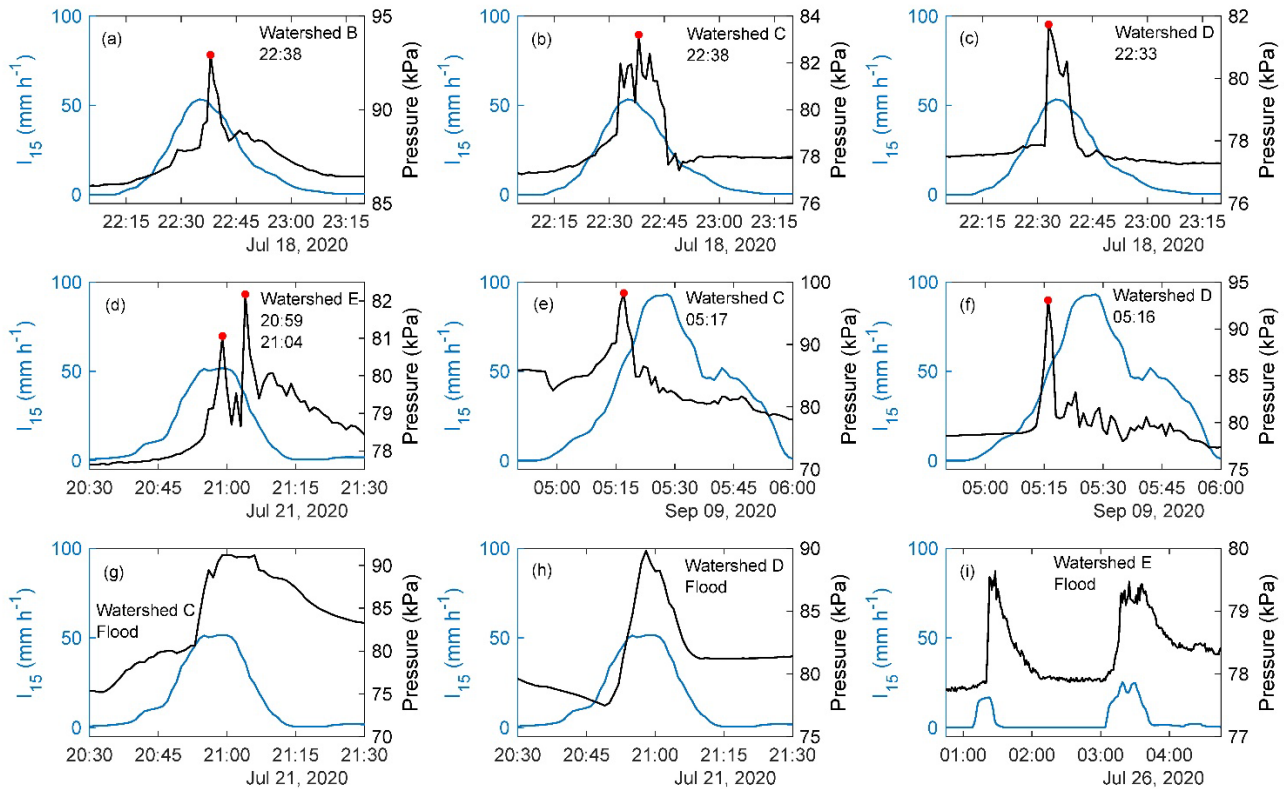 (a)
Watershed B
22:38
I15 (mm h-1)
100
50
0
95
90
85
Pressure (kPa)
22:15 22:30 22:45 23:00 23:15
Jul 18, 2020
(b)
Watershed C
22:38
I15 (mm h-1)
100
50
0
84
82
80
78
76
Pressure (kPa)
22:15 22:30 22:45 23:00 23:15
Jul 18, 2020
(c)
Watershed D
22:33
I15 (mm h-1)
100
50
0
82
80
78
76
Pressure (kPa)
22:15 22:30 22:45 23:00 23:15
Jul 18, 2020
(d)
Watershed E
20:59
21:04
I15 (mm h-1)
100
50
0
82
81
80
79
78
Pressure (kPa)
20:30 20:45 21:00 21:15 21:30
Jul 21, 2020
(e)
Watershed C
05:17
I15 (mm h-1)
100
50
0
100
90
80
70
Pressure (kPa)
05:00 05:15 05:30 05:45 06:00
Sep 09, 2020
(f)
Watershed D
05:16
I15 (mm h-1)
100
50
0
95
90
85
80
75
Pressure (kPa)
05:00 05:15 05:30 05:45 06:00
Sep 09, 2020
(g)
Watershed C
Flood
I15 (mm h-1)
100
50
0
90
85
80
75
70
Pressure (kPa)
20:30 20:45 21:00 21:15 21:30
Jul 21, 2020
(h)
Watershed D
Flood
I15 (mm h-1)
100
50
0
90
85
80
75
Pressure (kPa)
20:30 20:45 21:00 21:15 21:30
Jul 21, 2020
(i)
Watershed E
Flood
I15 (mm h-1)
100
50
0
80
79
78
77
Pressure (kPa)
01:00 02:00 03:00 04:00
Jul 26, 2020